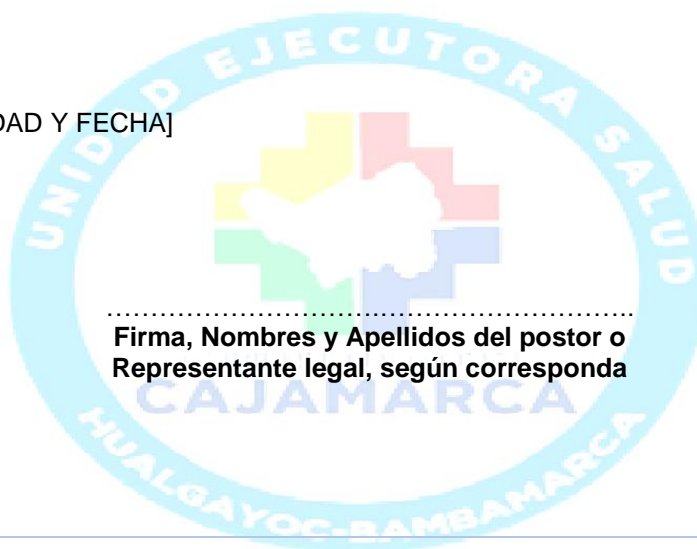 UNIDAD EJECUTORA SALUD
DAD Y FECHA]
………………………….………………………..
Firma, Nombres y Apellidos del postor o
Representante legal, según corresponda
CAJAMARCA
HUALGAYOC-BAMBAMARCA